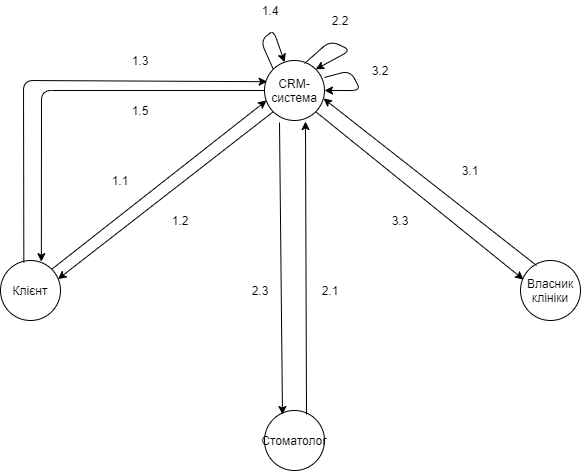 1.4
2.2
1.3
3.2
CRM-
система
1.5
1.1
3.1
1.2
3.3
Клієнт
2.3
2.1
Власник
клініки
Стоматолог